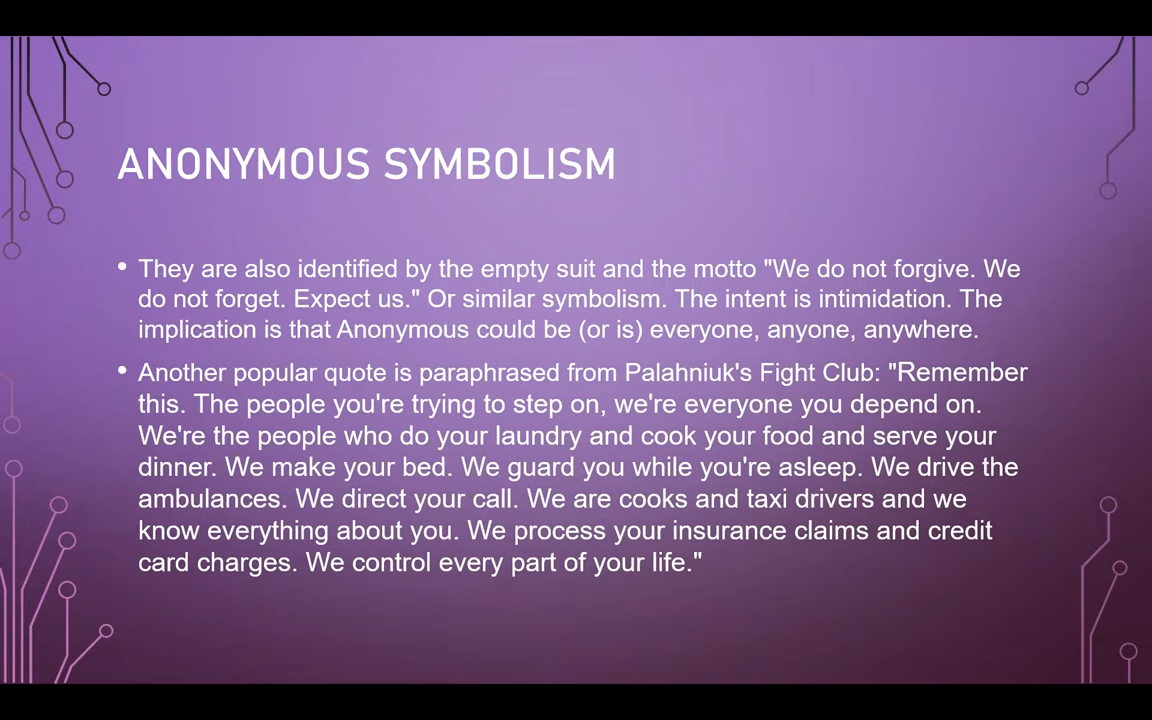 ANONYMOUS SYMBOLISM
• They are also identified by the empty suit and the motto "We do not forgive. We
do not forget. Expect us." Or similar symbolism. The intent is intimidation. The
implication is that Anonymous could be (or is) everyone, anyone, anywhere.
• Another popular quote is paraphrased from Palahniuk's Fight Club: "Remember
this. The people you're trying to step on, we're everyone you depend on.
We're the people who do your laundry and cook your food and serve your
dinner. We make your bed. We guard you while you're asleep. We drive the
ambulances. We direct your call. We are cooks and taxi drivers and we
know everything about you. We process your insurance claims and credit
card charges. We control every part of your life."